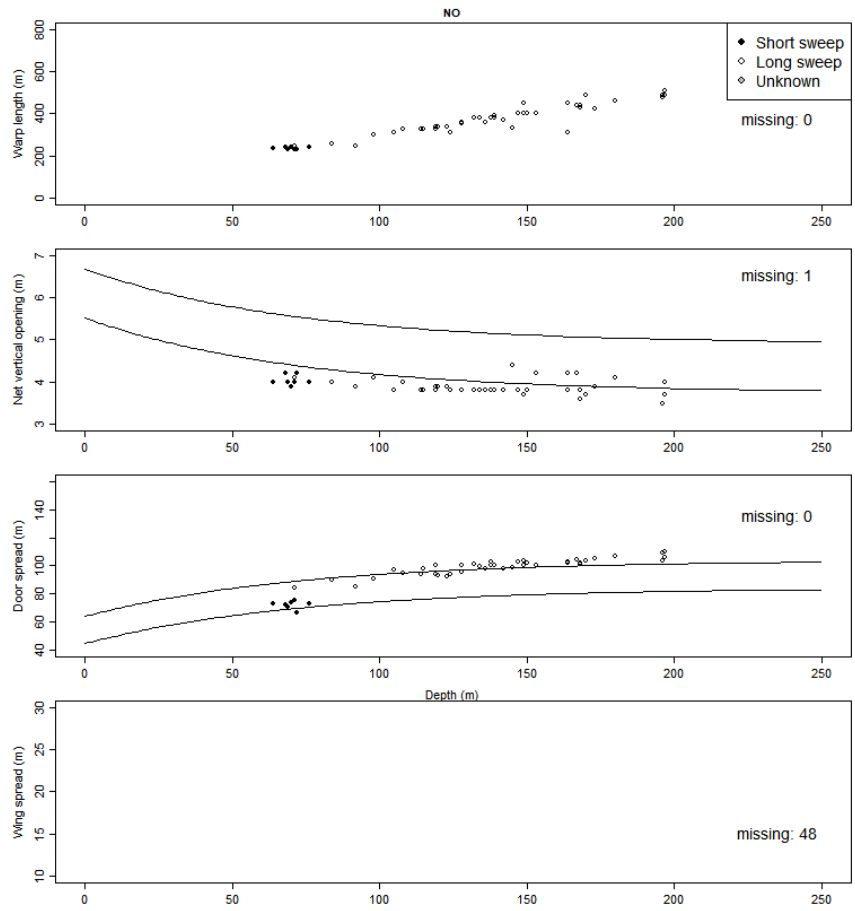 NO
Warp length (m)
800
600
400
200
0
Short sweep
Long sweep
Unknown
missing: 0
0 50 100 150 200 250
Net vertical opening (m)
7
6
5
4
3
missing: 1
0 50 100 150 200 250
Door spread (m)
140
100
80
60
40
missing: 0
0 50 100 150 200 250
Depth (m)
Wing spread (m)
30
25
20
15
10
missing: 48
0 50 100 150 200 250